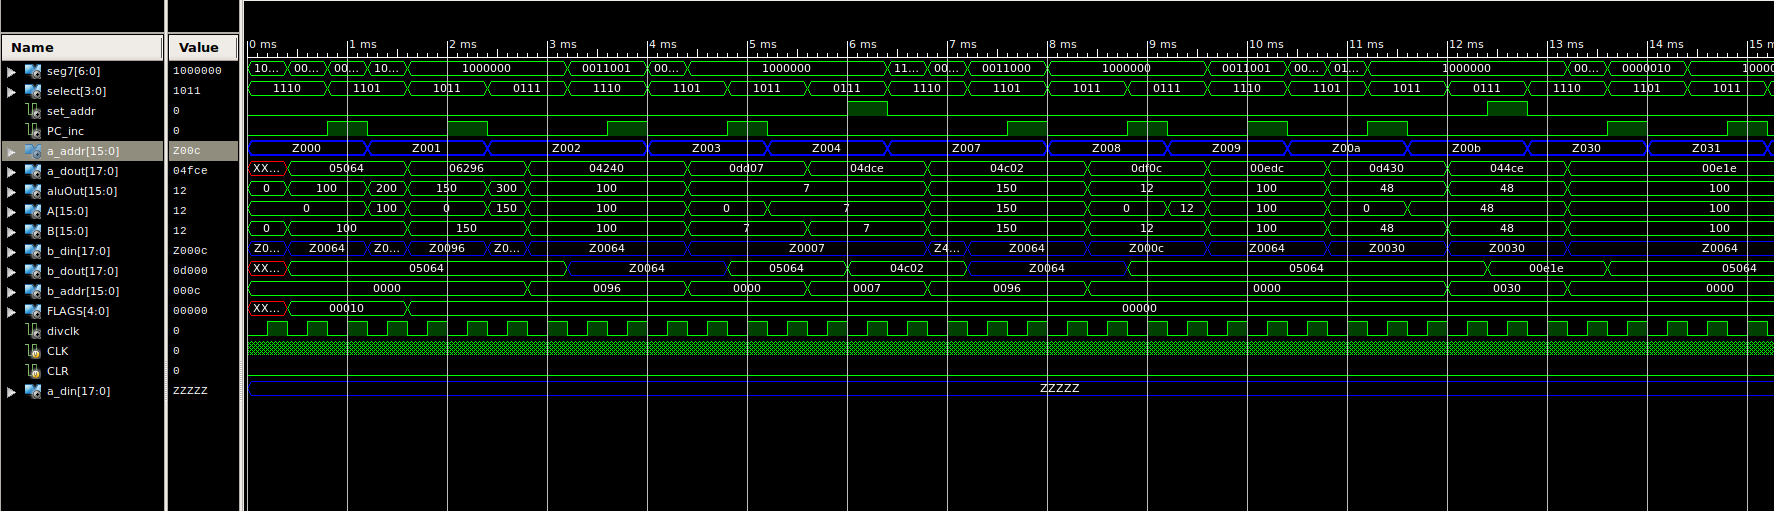 Name Value 0 ms 1 ms 2 ms 3 ms 4 ms 5 ms 6 ms 7 ms 8 ms 9 ms 10 ms 11 ms 12 ms 13 ms 14 ms 15 m
seg7[6:0] 1000000 10... 00... 00... 10... 1000000 0011001 00... 1000000 11... 00... 0011000 1000000 0011001 00... 01... 1000000 00... 0000010 10000
select[3:0] 1011 1110 1101 1011 0111 1110 1101 1011 0111 1110 1101 1011 0111 1110 1101 1011 0111 1110 1101 1011
set_addr 0
PC_inc 0
a_addr[15:0] Z00c Z000 Z001 Z002 Z003 Z004 Z007 Z008 Z009 Z00a Z00b Z030 Z031
a_dout[17:0] 04fce XX... 05064 06296 04240 0dd07 04dce 04c02 0df0c 00edc 0d430 044ce 00e1e
aluOut[15:0] 12 0 100 200 150 300 100 7 150 12 100 48 48 100
A[15:0] 12 0 100 0 150 100 0 7 150 0 12 100 0 48 100
B[15:0] 12 0 100 150 100 7 7 150 12 100 48 48 100
b_din[17:0] Z000c Z0... Z0064 Z0... Z0096 Z0... Z0064 Z0007 Z4... Z0064 Z000c Z0064 Z0030 Z0030 Z0064
b_dout[17:0] 0d000 XX... 05064 Z0064 05064 04c02 Z0064 05064 00e1e 05064
b_addr[15:0] 000c 0000 0096 0000 0007 0096 0000 0030 0000
FLAGS[4:0] 00000 XX... 00010 00000
divclk 0
CLK 0
CLR 0
a_din[17:0] ZZZZZ ZZZZZ